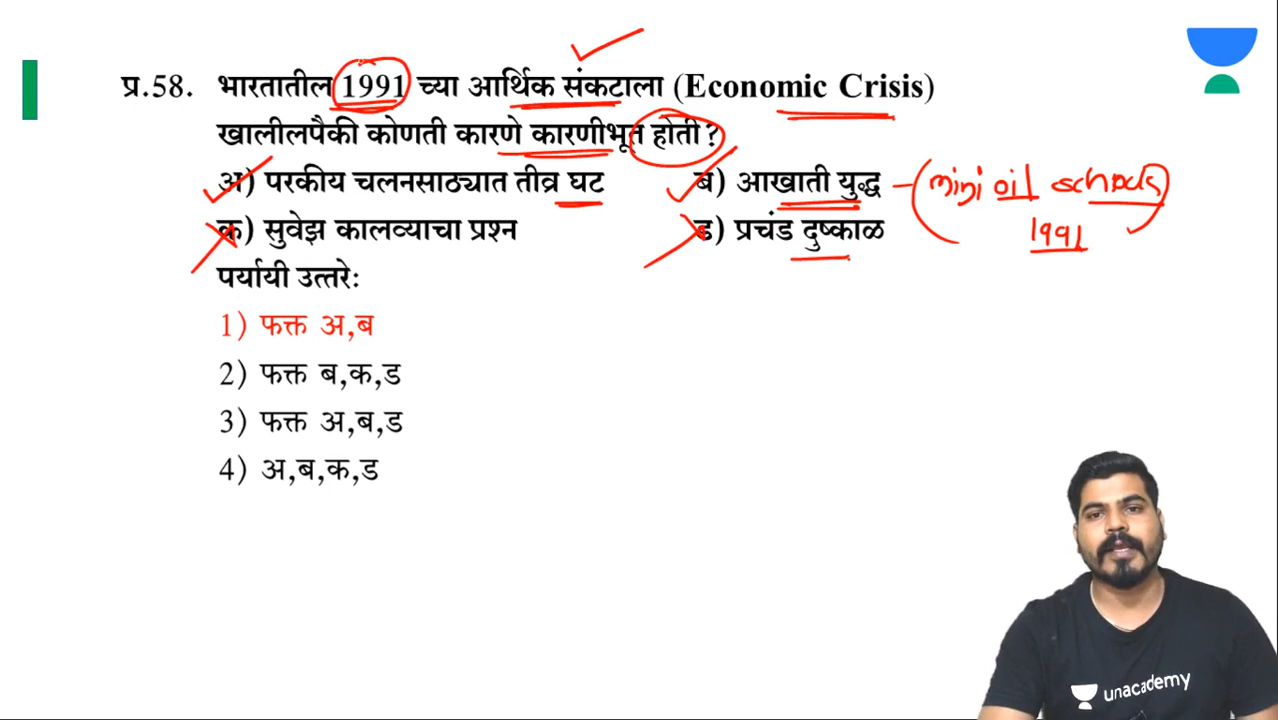 प्र.58. भारतातील 1991 च्या आर्थिक संकटाला (Economic Crisis)
खालीलपैकी कोणती कारणे कारणीभूत होती?
अ) परकीय चलनसाठ्यात तीव्र घट ब) आखाती युद्ध - (mini oil schocks)
1991
क) सुवेझ कालव्याचा प्रश्न ड) प्रचंड दुष्काळ
पर्यायी उत्तरे:
1) फक्त अ,ब
2) फक्त ब,क,ड
3) फक्त अ,ब,ड
4) अ,ब,क,ड
unacademy